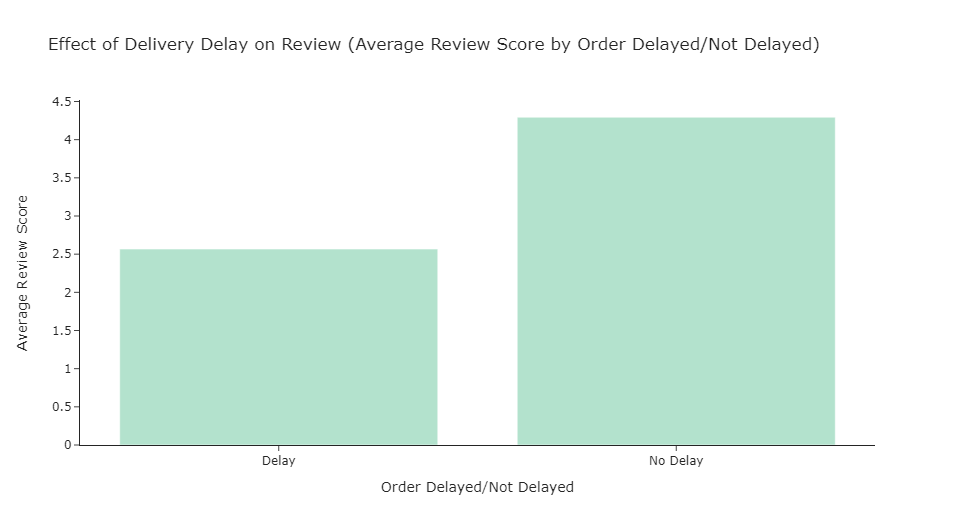 Effect of Delivery Delay on Review (Average Review Score by Order Delayed/Not Delayed)
4.5
4
3.5
3
2.5
2
1.5
1
0.5
0
Average Review Score
Delay
No Delay
Order Delayed/Not Delayed